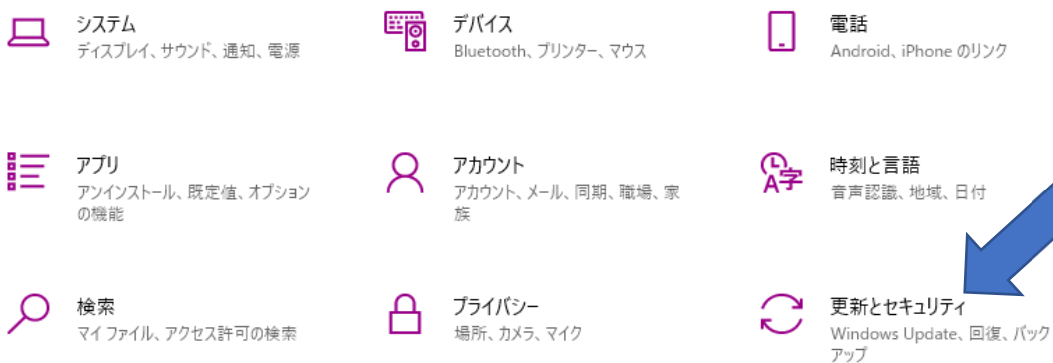 システム
ディスプレイ、サウンド、通知、電源
デバイス
Bluetooth、プリンター、マウス
電話
Android、iPhone のリンク
アプリ
アンインストール、既定値、オプション
の機能
アカウント
アカウント、メール、同期、職場、家
族
時刻と言語
音声認識、地域、日付
検索
マイ ファイル、アクセス許可の検索
プライバシー
場所、カメラ、マイク
更新とセキュリティ
Windows Update、回復、バック
アップ